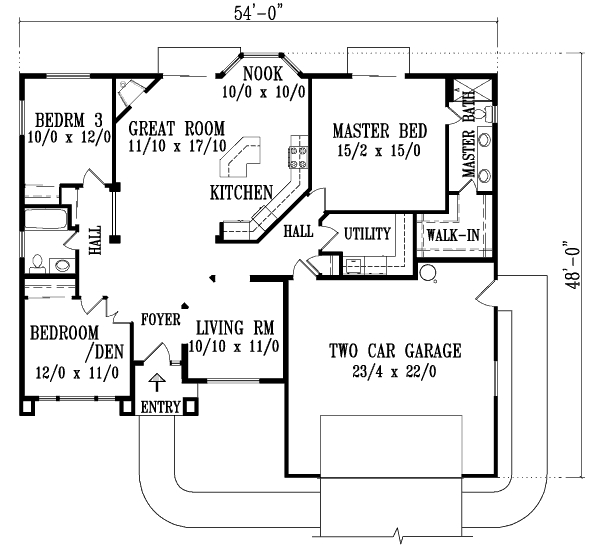 54'-0"
NOOK
10/0 x 10/0
BEDRM 3
10/0 x 12/0
GREAT ROOM
11/10 x 17/10
MASTER BED
15/2 x 15/0
MASTER BATH
KITCHEN
HALL
HALL
UTILITY
WALK-IN
48'-0"
FOYER
LIVING RM
10/10 x 11/0
BEDROOM
/DEN
12/0 x 11/0
TWO CAR GARAGE
23/4 x 22/0
ENTRY